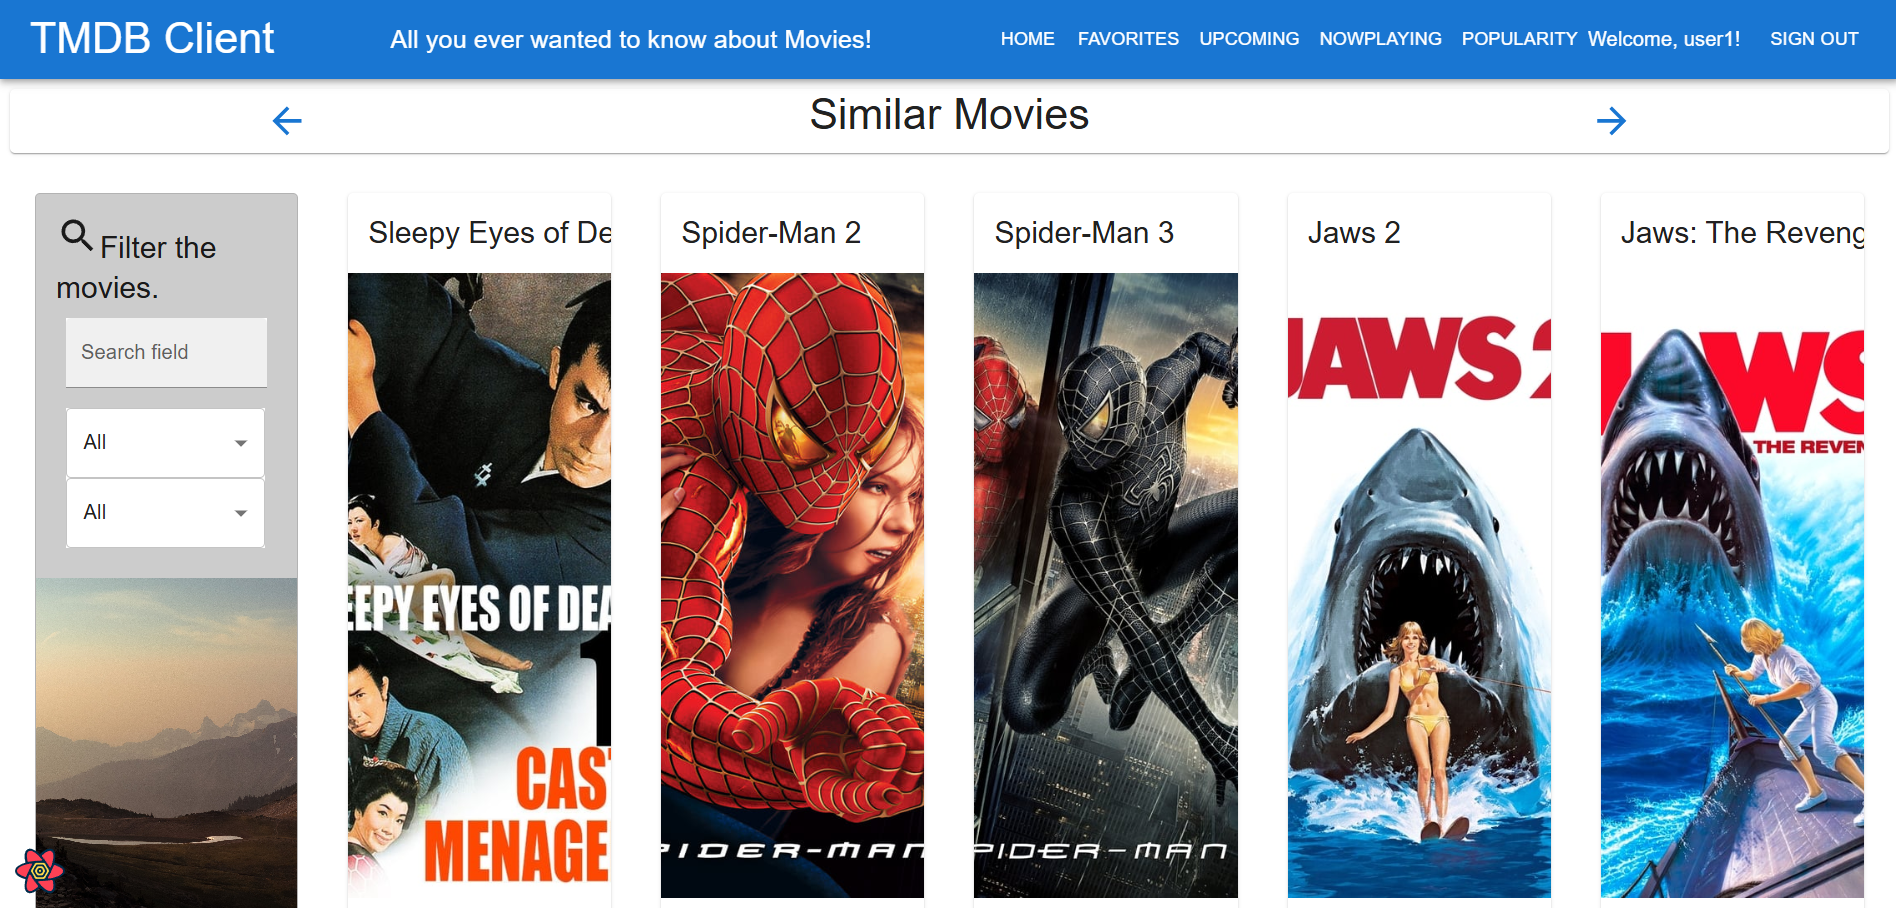 TMDB Client
All you ever wanted to know about Movies!
HOME FAVORITES UPCOMING NOWPLAYING POPULARITY Welcome, user1! SIGN OUT
Similar Movies
Filter the
movies.
Search field
All
All
Sleepy Eyes of De
EEPY EYES OF DEA
1
CAST
MENAGE
Spider-Man 2
PIDER-MAN
Spider-Man 3
PIDER-MAN
Jaws 2
JAWS 2
Jaws: The Reveng
JAWS
THE REVEN